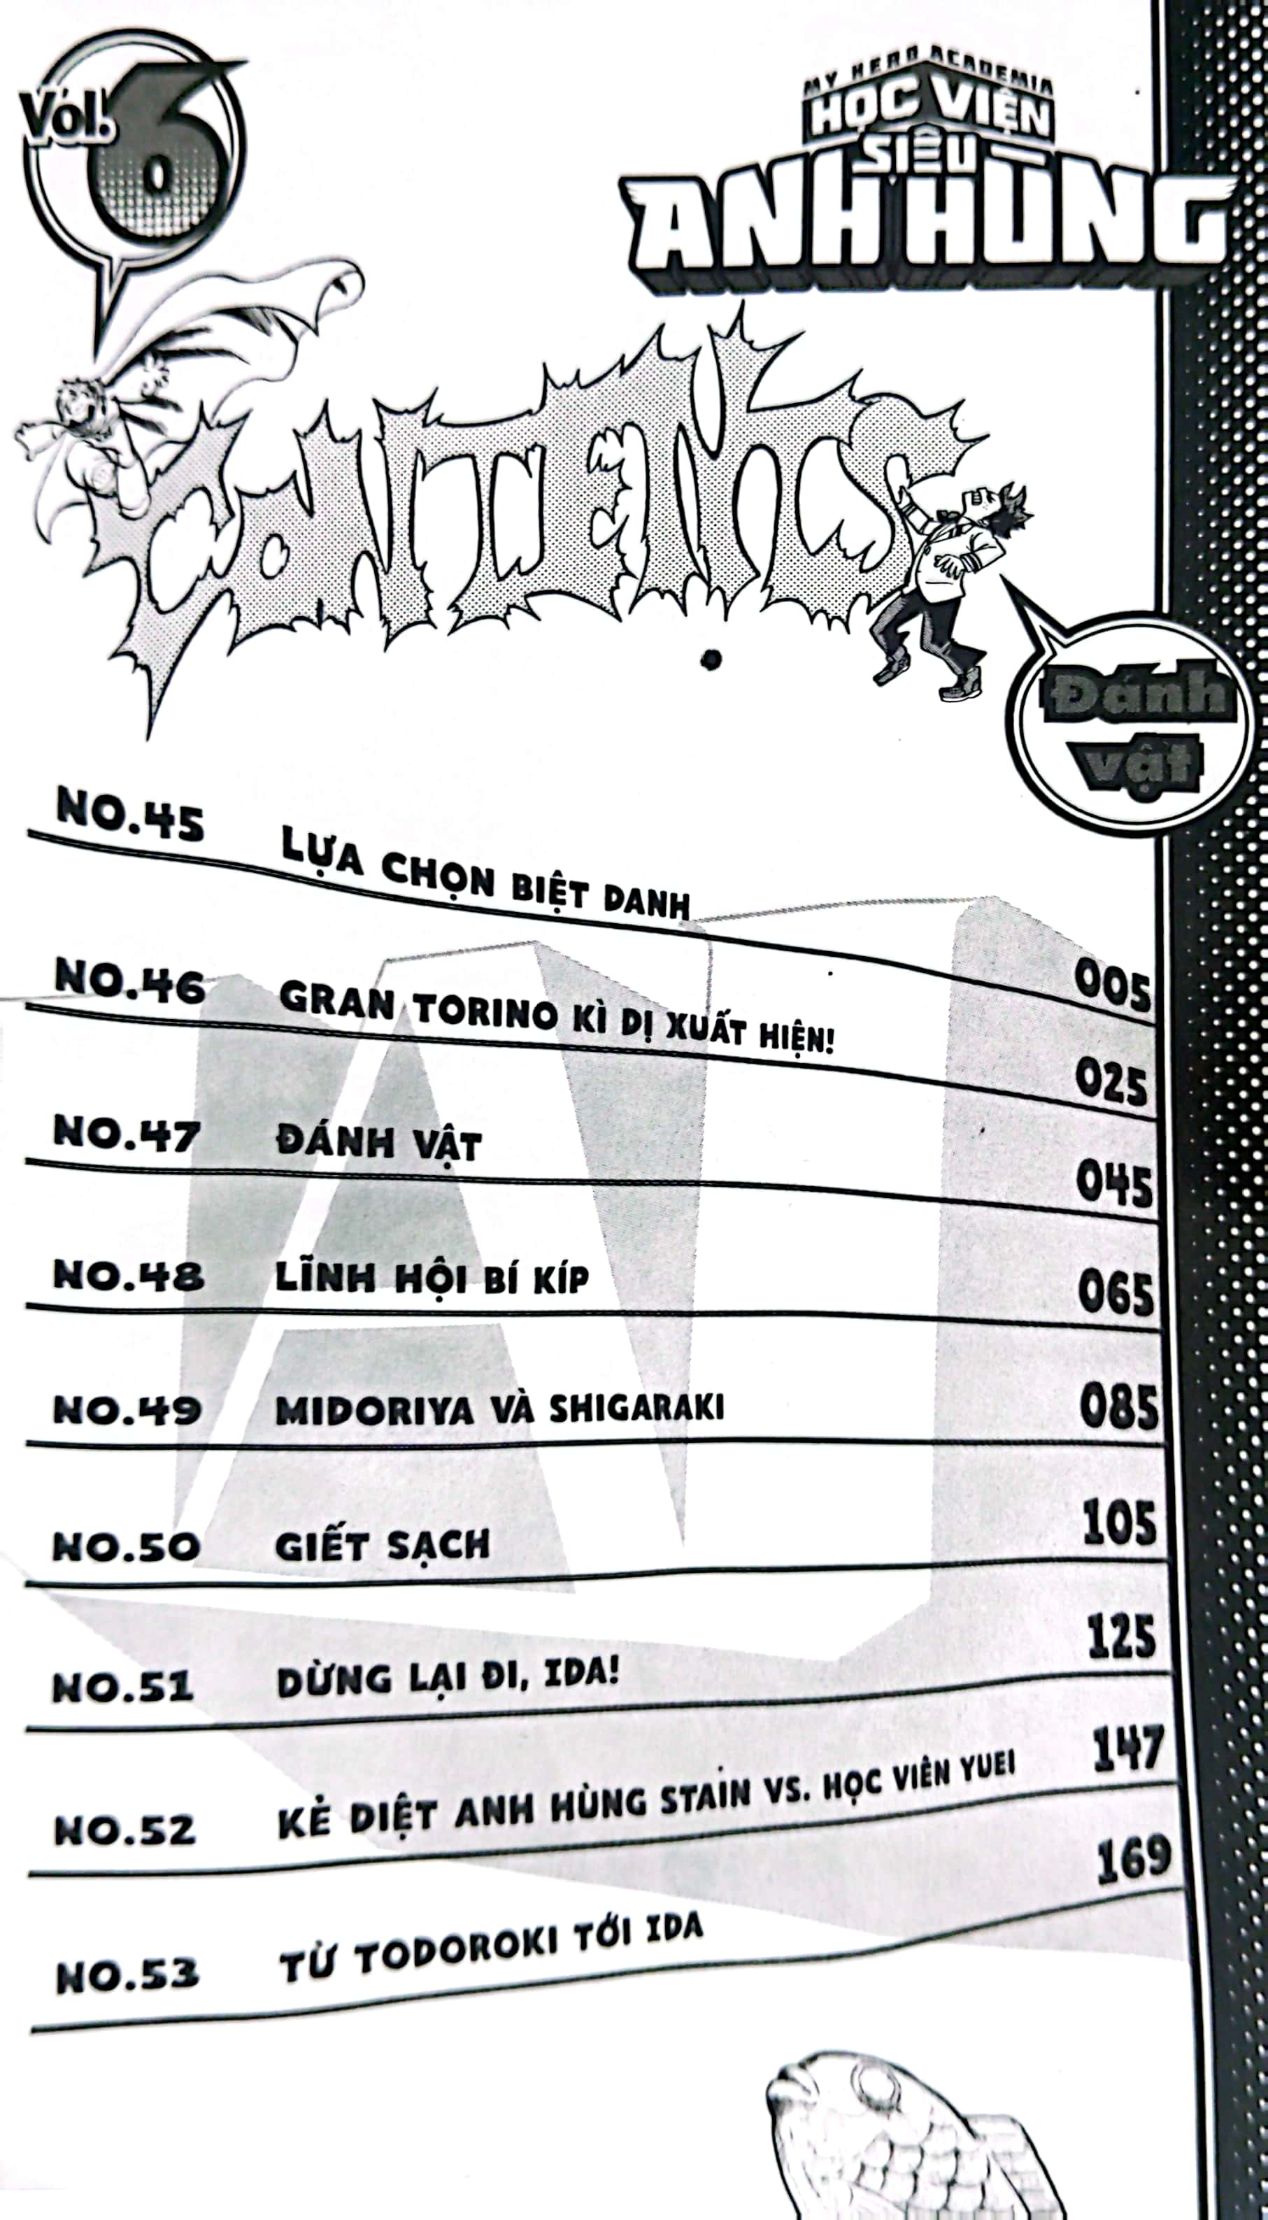 Vol. 6
MY HERO ACADEMIA
HỌC VIỆN
SIÊU
ANH HÙNG
CONTENTS
Đánh
vật
NO.45 LỰA CHỌN BIỆT DANH 005
NO.46 GRAN TORINO KÌ DỊ XUẤT HIỆN! 025
NO.47 ĐÁNH VẬT 045
NO.48 LĨNH HỘI BÍ KÍP 065
NO.49 MIDORIYA VÀ SHIGARAKI 085
NO.50 GIẾT SẠCH 105
NO.51 DỪNG LẠI ĐI, IDA! 125
NO.52 KẺ DIỆT ANH HÙNG STAIN VS. HỌC VIÊN YUEI 147
NO.53 TỪ TODOROKI TỚI IDA 169